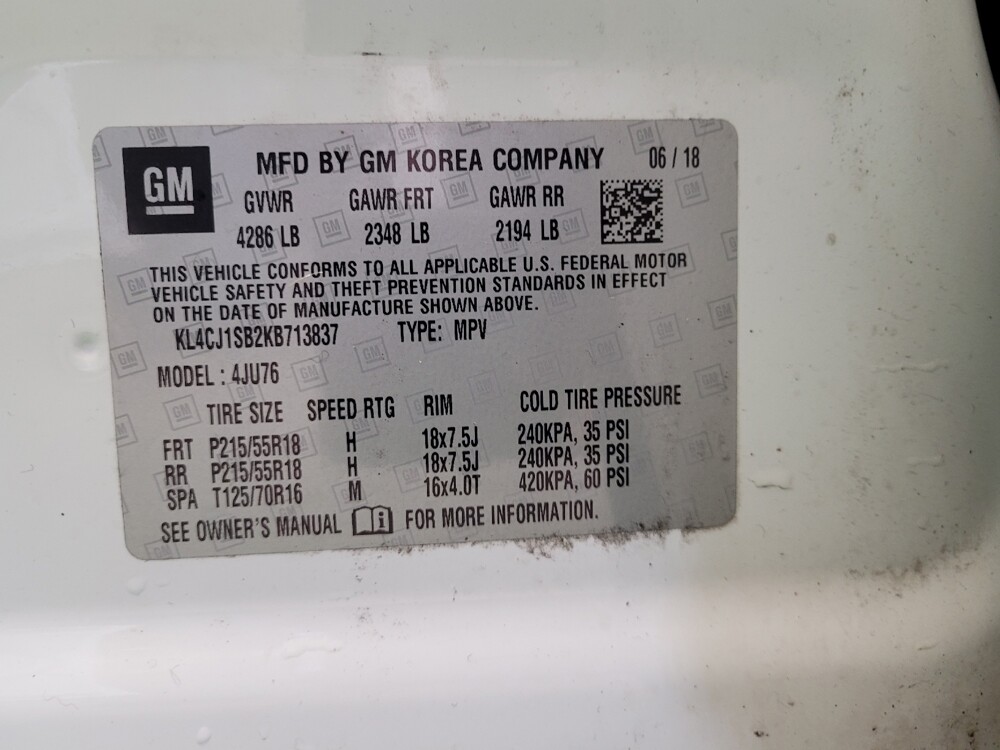 GM
MFD BY GM KOREA COMPANY 06 / 18
GVWR GAWR FRT GAWR RR
4286 LB 2348 LB 2194 LB
THIS VEHICLE CONFORMS TO ALL APPLICABLE U.S. FEDERAL MOTOR
VEHICLE SAFETY AND THEFT PREVENTION STANDARDS IN EFFECT
ON THE DATE OF MANUFACTURE SHOWN ABOVE.
KL4CJ1SB2KB713837 TYPE: MPV
MODEL : 4JU76
TIRE SIZE SPEED RTG RIM COLD TIRE PRESSURE
FRT P215/55R18 H 18x7.5J 240KPA, 35 PSI
RR P215/55R18 H 18x7.5J 240KPA, 35 PSI
SPA T125/70R16 M 16x4.0T 420KPA, 60 PSI
SEE OWNER'S MANUAL i FOR MORE INFORMATION.